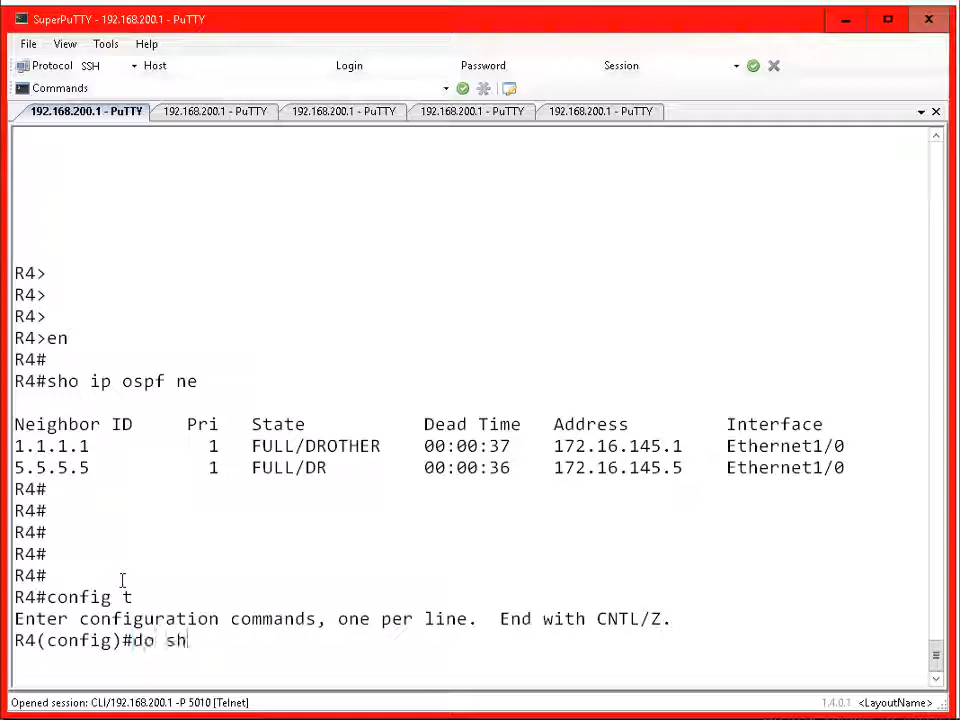 SuperPuTTY - 192.168.200.1 - PuTTY
File View Tools Help
Protocol SSH Host Login Password Session
Commands
192.168.200.1 - PuTTY 192.168.200.1 - PuTTY 192.168.200.1 - PuTTY 192.168.200.1 - PuTTY 192.168.200.1 - PuTTY
R4>
R4>
R4>
R4>en
R4#
R4#sho ip ospf ne
Neighbor ID Pri State Dead Time Address Interface
1.1.1.1 1 FULL/DROTHER 00:00:37 172.16.145.1 Ethernet1/0
5.5.5.5 1 FULL/DR 00:00:36 172.16.145.5 Ethernet1/0
R4#
R4#
R4#
R4#
R4#
R4#config t
Enter configuration commands, one per line. End with CNTL/Z.
R4(config)#do sh
Opened session: CLI/192.168.200.1 -P 5010 [Telnet] 1.4.0.1 <LayoutName>